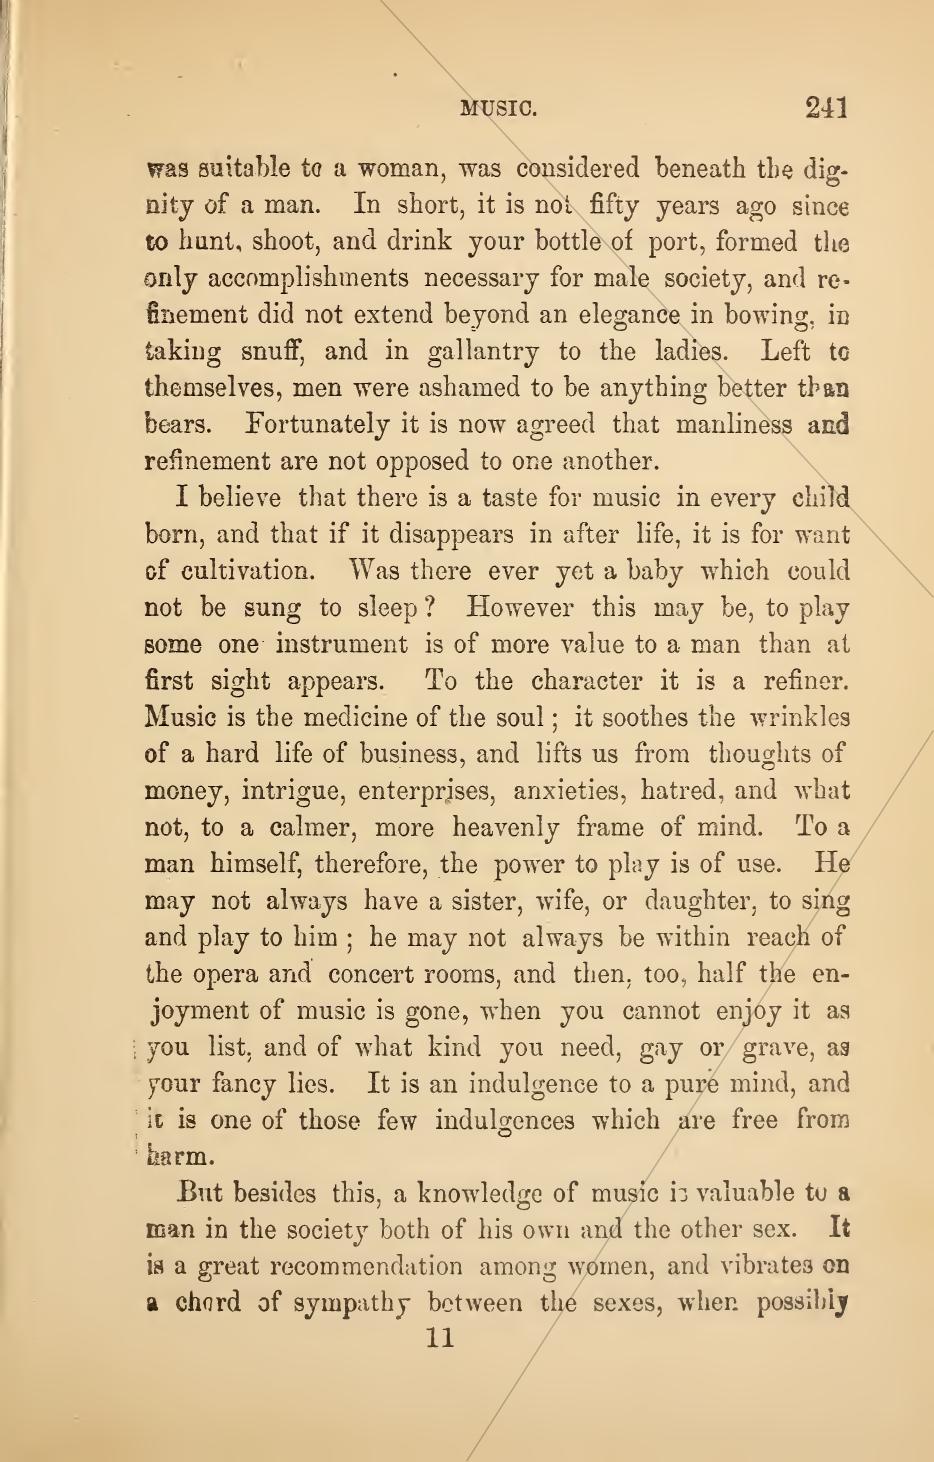 MUSIC. 241
was suitable to a woman, was considered beneath the dig-
nity of a man. In short, it is not fifty years ago since
to hunt, shoot, and drink your bottle of port, formed the
only accomplishments necessary for male society, and re-
finement did not extend beyond an elegance in bowing, in
taking snuff, and in gallantry to the ladies. Left to
themselves, men were ashamed to be anything better than
bears. Fortunately it is now agreed that manliness and
refinement are not opposed to one another.
I believe that there is a taste for music in every child
born, and that if it disappears in after life, it is for want
of cultivation. Was there ever yet a baby which could
not be sung to sleep? However this may be, to play
some one instrument is of more value to a man than at
first sight appears. To the character it is a refiner.
Music is the medicine of the soul; it soothes the wrinkles
of a hard life of business, and lifts us from thoughts of
money, intrigue, enterprises, anxieties, hatred, and what
not, to a calmer, more heavenly frame of mind. To a
man himself, therefore, the power to play is of use. He
may not always have a sister, wife, or daughter, to sing
and play to him; he may not always be within reach of
the opera and concert rooms, and then, too, half the en-
joyment of music is gone, when you cannot enjoy it as
you list, and of what kind you need, gay or grave, as
your fancy lies. It is an indulgence to a pure mind, and
it is one of those few indulgences which are free from
harm.
But besides this, a knowledge of music is valuable to a
man in the society both of his own and the other sex. It
is a great recommendation among women, and vibrates on
a chord of sympathy between the sexes, when possibly
11